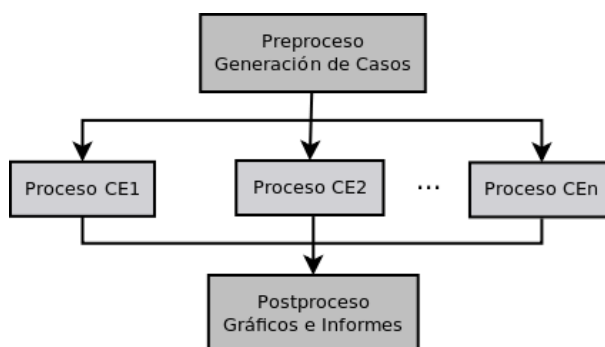 Preproceso
Generación de Casos
Proceso CE1
Proceso CE2
...
Proceso CEn
Postproceso
Gráficos e Informes